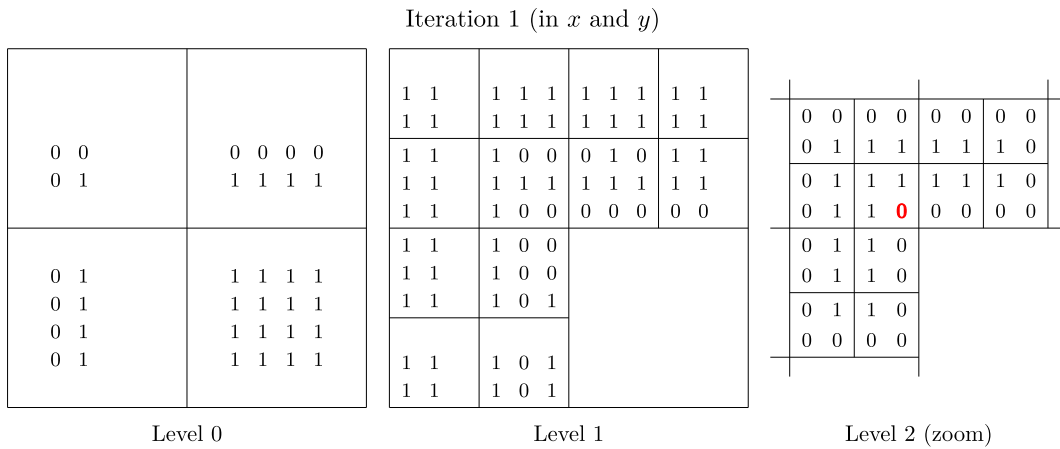 Iteration 1 (in x and y)
0 0
0 1
0 0 0 0
1 1 1 1
0 1
0 1
0 1
0 1
1 1 1 1
1 1 1 1
1 1 1 1
1 1 1 1
Level 0
1 1 1 1 1 1 1 1 1 1
1 1 1 1 1 1 1 1 1 1
1 1 1 0 0 0 1 0 1 1
1 1 1 1 1 1 1 1 1 1
1 1 1 0 0 0 0 0 0 0
1 1 1 0 0
1 1 1 0 0
1 1 1 0 1
1 1 1 0 1
1 1 1 0 1
Level 1
0 0 0 0 0 0 0 0
0 1 1 1 1 1 1 0
0 1 1 1 1 1 1 0
0 1 1 0 0 0 0 0
0 1 1 0
0 1 1 0
0 1 1 0
0 0 0 0
Level 2 (zoom)